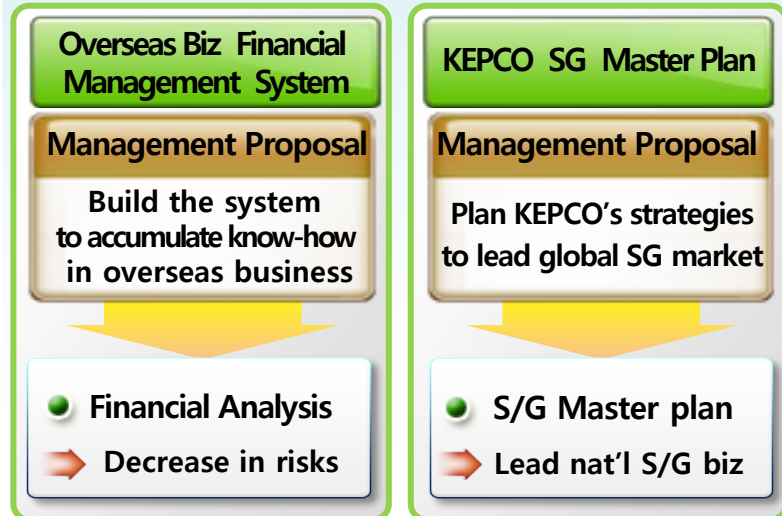 Overseas Biz Financial
Management System
Management Proposal
Build the system
to accumulate know-how
in overseas business
Financial Analysis
Decrease in risks
KEPCO SG Master Plan
Management Proposal
Plan KEPCO's strategies
to lead global SG market
S/G Master plan
Lead nat'l S/G biz